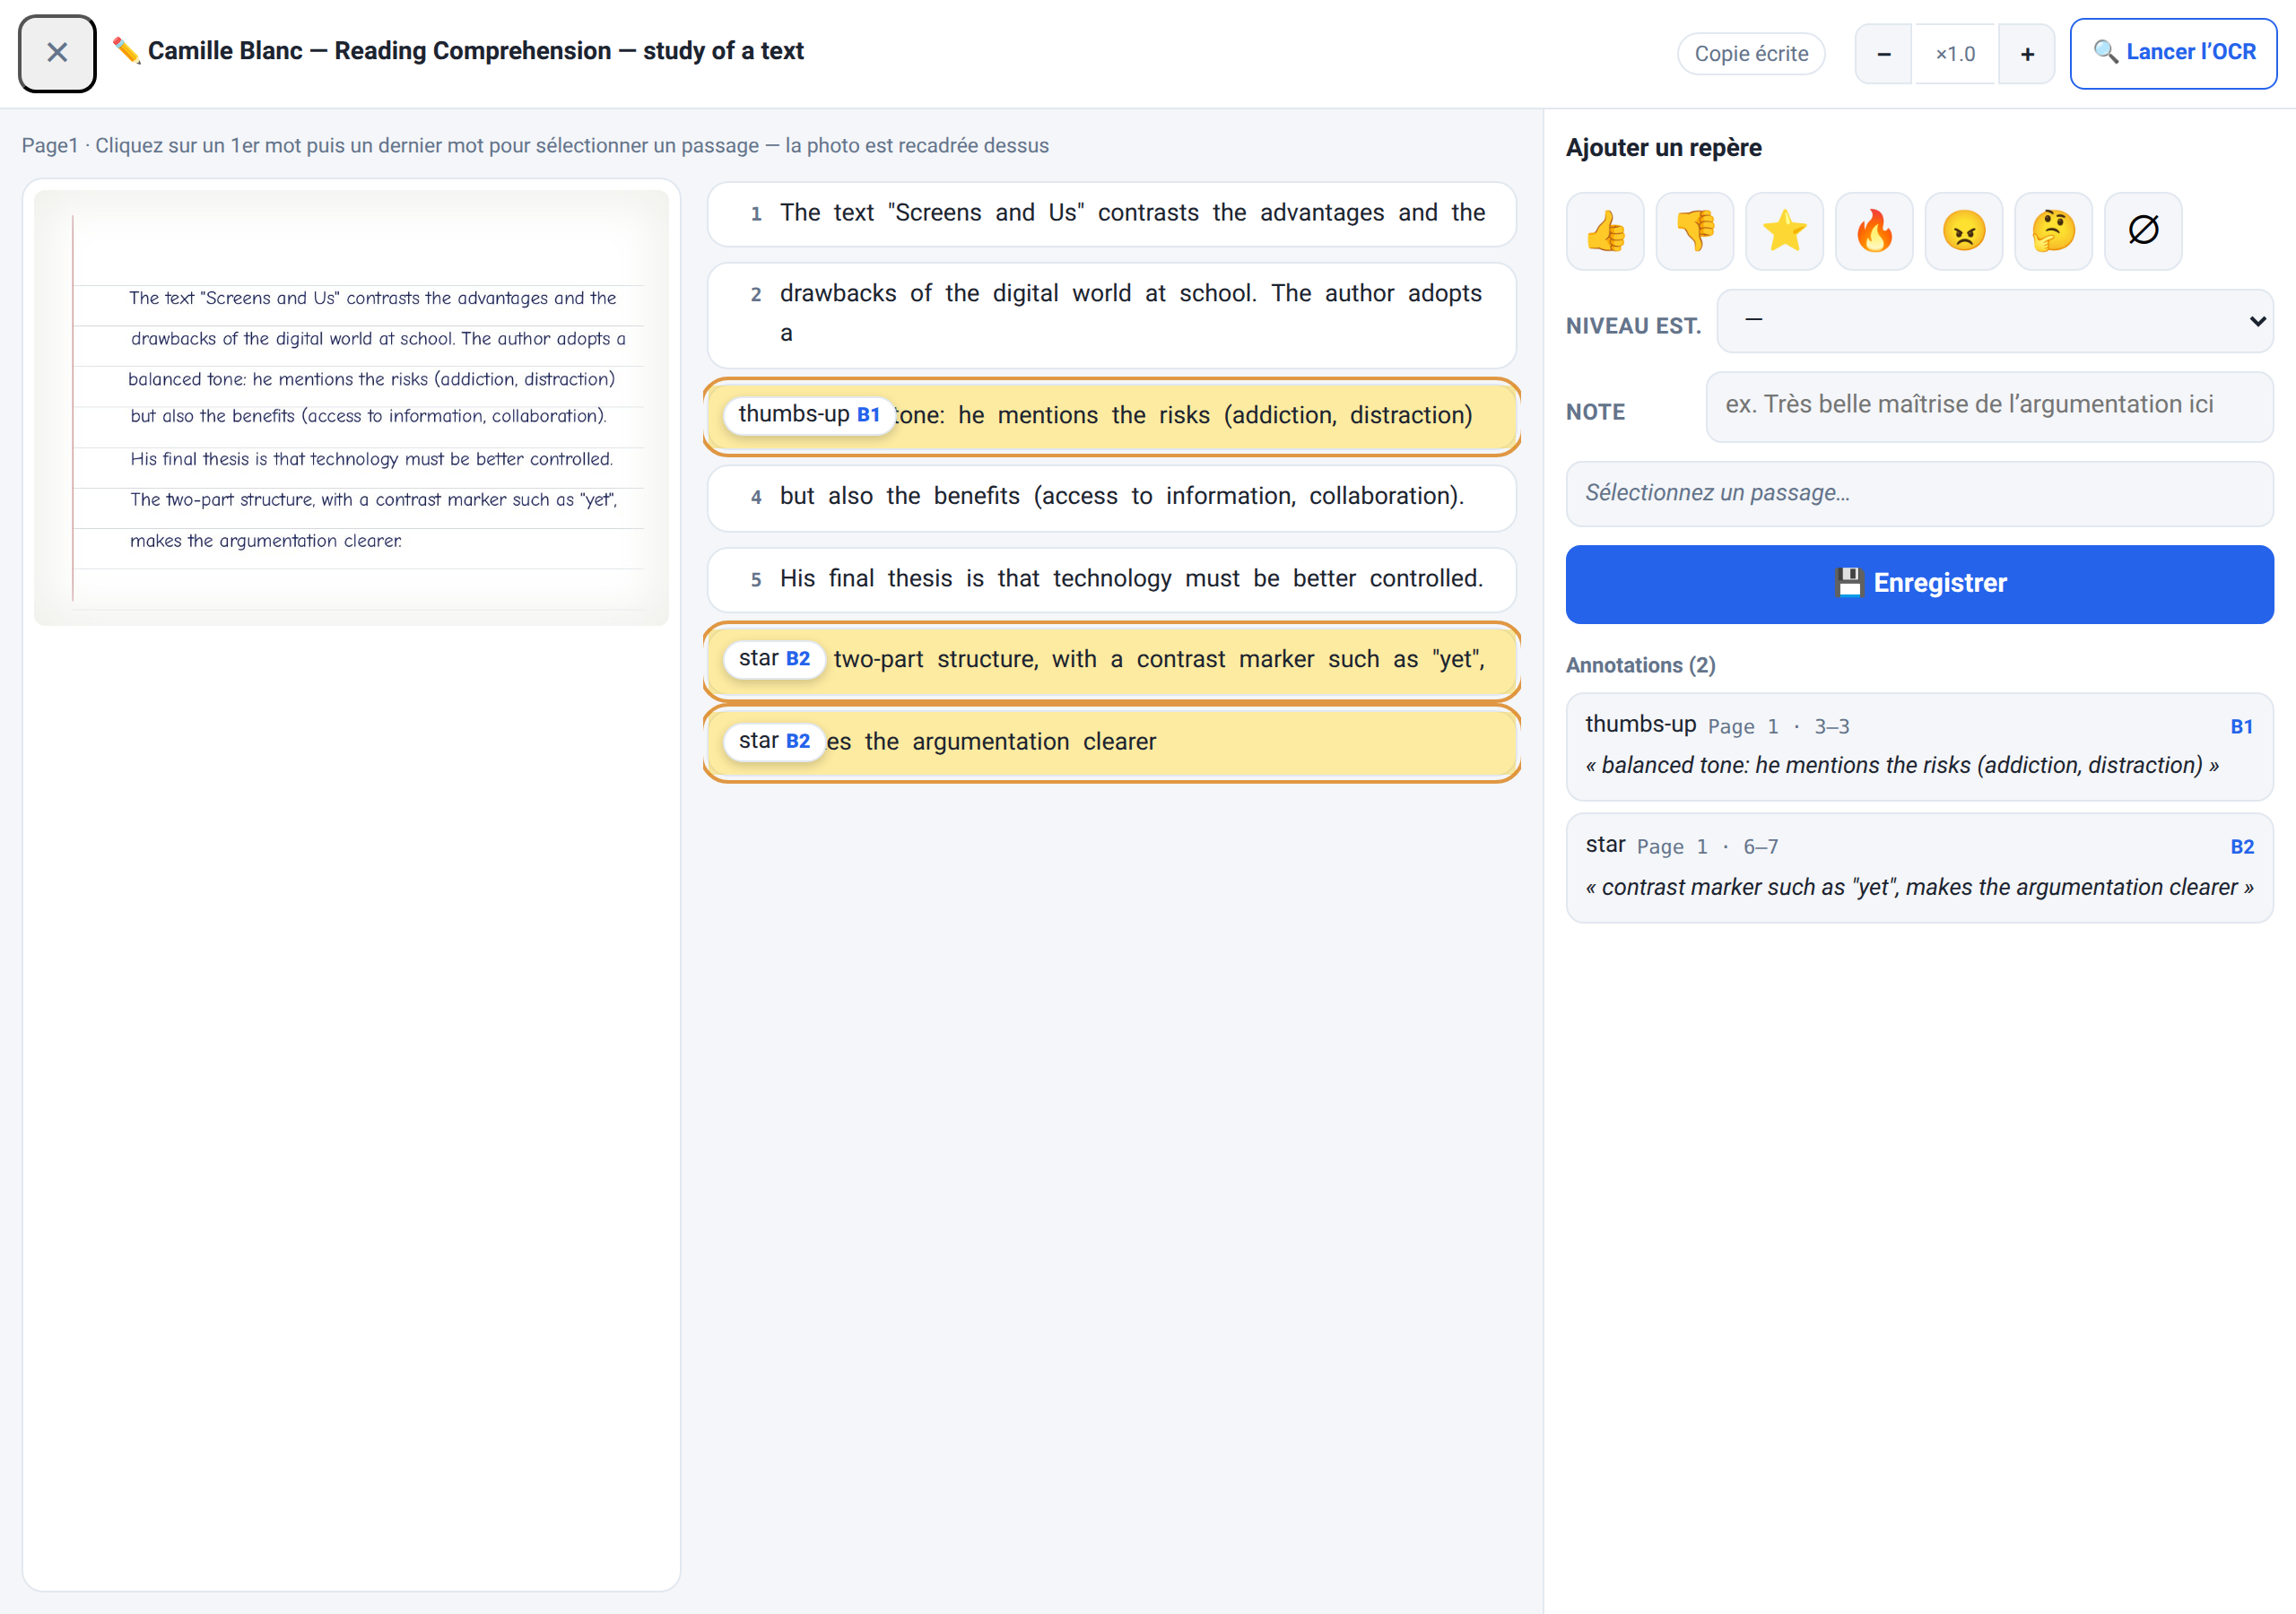 ✕ ✏️ Camille Blanc — Reading Comprehension — study of a text
Copie écrite
− ×1.0 +
🔍 Lancer l’OCR
Page1 · Cliquez sur un 1er mot puis un dernier mot pour sélectionner un passage — la photo est recadrée dessus
The text "Screens and Us" contrasts the advantages and the
drawbacks of the digital world at school. The author adopts a
balanced tone: he mentions the risks (addiction, distraction)
but also the benefits (access to information, collaboration).
His final thesis is that technology must be better controlled.
The two-part structure, with a contrast marker such as "yet",
makes the argumentation clearer.
1 The text "Screens and Us" contrasts the advantages and the
2 drawbacks of the digital world at school. The author adopts
a
thumbs-up B1 tone: he mentions the risks (addiction, distraction)
4 but also the benefits (access to information, collaboration).
5 His final thesis is that technology must be better controlled.
star B2 two-part structure, with a contrast marker such as "yet",
star B2 es the argumentation clearer
Ajouter un repère
👍 👎 ⭐ 🔥 😠 🤔 ∅
NIVEAU EST. —
NOTE ex. Très belle maîtrise de l’argumentation ici
Sélectionnez un passage…
💾 Enregistrer
Annotations (2)
thumbs-up Page 1 · 3–3 B1
« balanced tone: he mentions the risks (addiction, distraction) »
star Page 1 · 6–7 B2
« contrast marker such as "yet", makes the argumentation clearer »